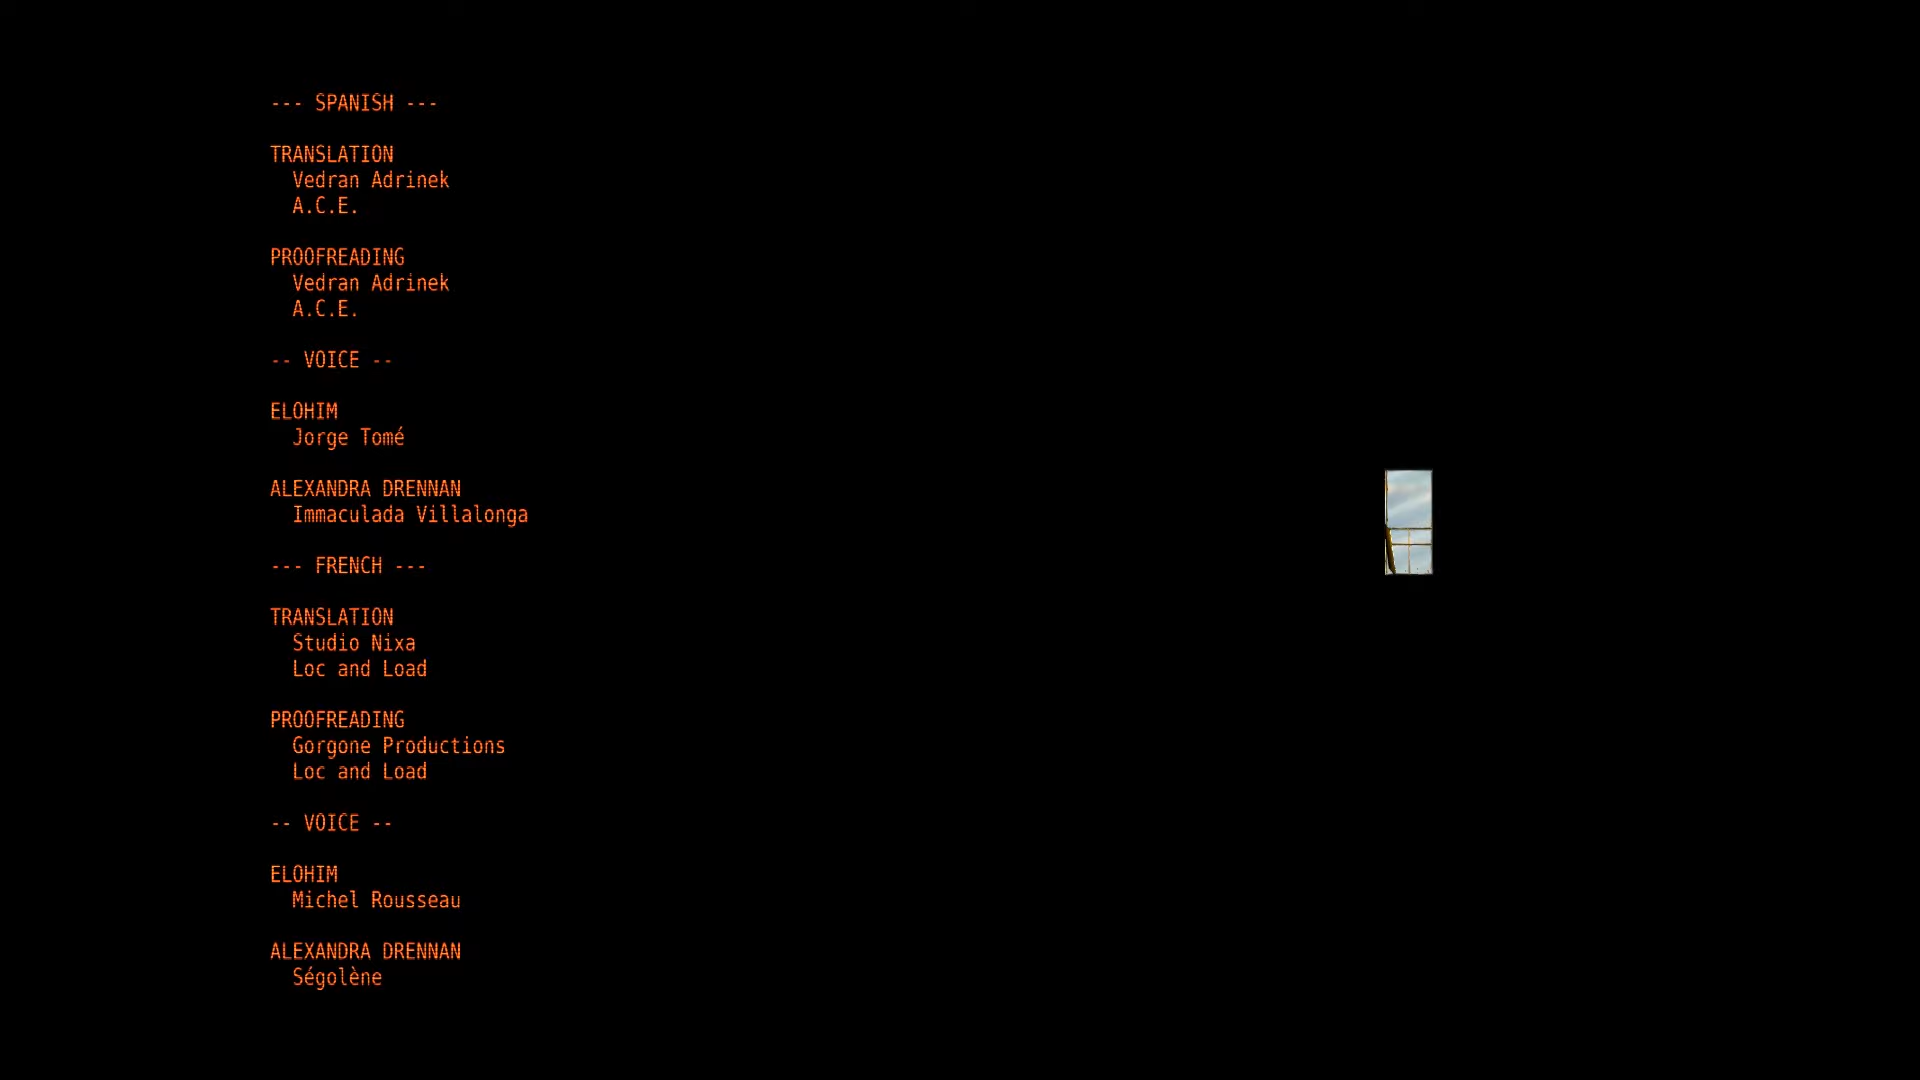 --- SPANISH ---
TRANSLATION
Vedran Adrinek
A.C.E.
PROOFREADING
Vedran Adrinek
A.C.E.
-- VOICE --
ELOHIM
Jorge Tomé
ALEXANDRA DRENNAN
Immaculada Villalonga
--- FRENCH ---
TRANSLATION
Studio Nixa
Loc and Load
PROOFREADING
Gorgone Productions
Loc and Load
-- VOICE --
ELOHIM
Michel Rousseau
ALEXANDRA DRENNAN
Ségolène